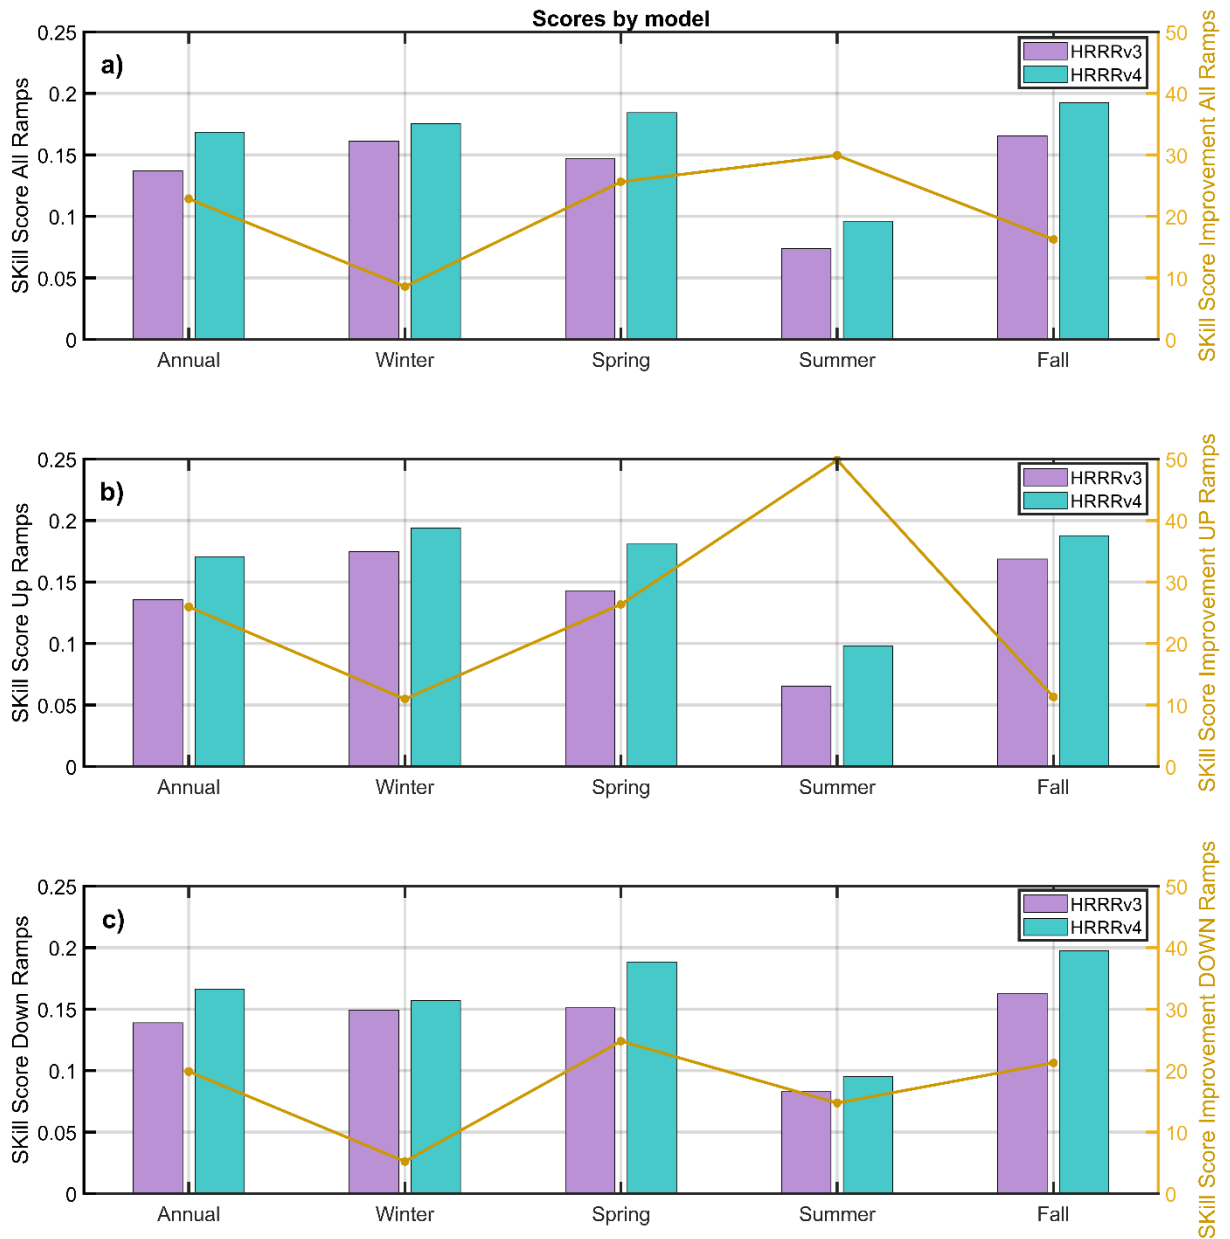 Scores by model
a)
SKill Score All Ramps
0.25
0.2
0.15
0.1
0.05
0
HRRRv3
HRRRv4
50
40
30
20
10
0
SKill Score Improvement All Ramps
Annual Winter Spring Summer Fall
b)
SKill Score Up Ramps
0.25
0.2
0.15
0.1
0.05
0
HRRRv3
HRRRv4
50
40
30
20
10
0
SKill Score Improvement UP Ramps
Annual Winter Spring Summer Fall
c)
SKill Score Down Ramps
0.25
0.2
0.15
0.1
0.05
0
HRRRv3
HRRRv4
50
40
30
20
10
0
SKill Score Improvement DOWN Ramps
Annual Winter Spring Summer Fall